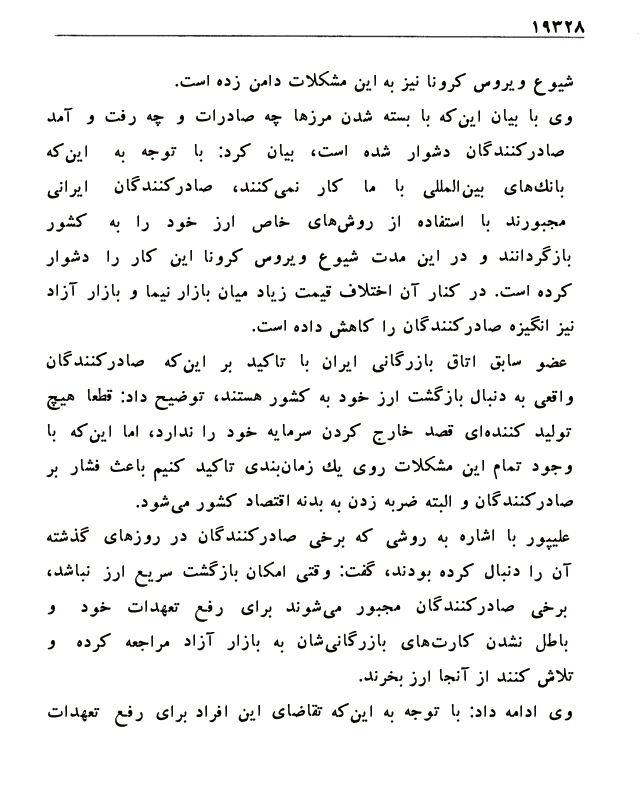 ۱۹۳۲۸
شیوع ویروس کرونا نیز به این مشکلات دامن زده است.
وی با بیان این‌که با بسته شدن مرزها چه صادرات و چه رفت و آمد
صادرکنندگان دشوار شده است، بیان کرد: با توجه به این‌که
بانك‌های بین‌المللی با ما کار نمی‌کنند، صادرکنندگان ایرانی
مجبورند با استفاده از روش‌های خاص ارز خود را به کشور
بازگردانند و در این مدت شیوع ویروس کرونا این کار را دشوار
کرده است. در کنار آن اختلاف قیمت زیاد میان بازار نیما و بازار آزاد
نیز انگیزه صادرکنندگان را کاهش داده است.
عضو سابق اتاق بازرگانی ایران با تاکید بر این‌که صادرکنندگان
واقعی به دنبال بازگشت ارز خود به کشور هستند، توضیح داد: قطعا هیچ
تولید کننده‌ای قصد خارج کردن سرمایه خود را ندارد، اما این‌که با
وجود تمام این مشکلات روی یك زمان‌بندی تاکید کنیم باعث فشار بر
صادرکنندگان و البته ضربه زدن به بدنه اقتصاد کشور می‌شود.
علیپور با اشاره به روشی که برخی صادرکنندگان در روزهای گذشته
آن را دنبال کرده بودند، گفت: وقتی امکان بازگشت سریع ارز نباشد،
برخی صادرکنندگان مجبور می‌شوند برای رفع تعهدات خود و
باطل نشدن کارت‌های بازرگانی‌شان به بازار آزاد مراجعه کرده و
تلاش کنند از آنجا ارز بخرند.
وی ادامه داد: با توجه به این‌که تقاضای این افراد برای رفع تعهدات